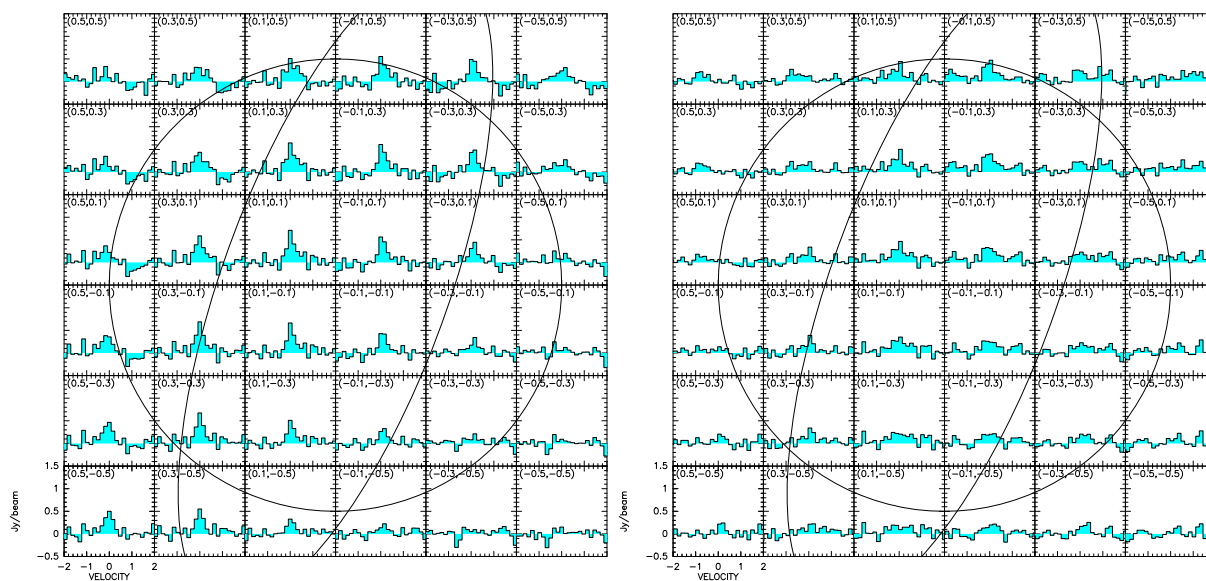 (0.5,0.5) (0.3,0.5) (0.1,0.5) (−0.1,0.5) (−0.3,0.5) (−0.5,0.5)
(0.5,0.3) (0.3,0.3) (0.1,0.3) (−0.1,0.3) (−0.3,0.3) (−0.5,0.3)
(0.5,0.1) (0.3,0.1) (0.1,0.1) (−0.1,0.1) (−0.3,0.1) (−0.5,0.1)
(0.5,−0.1) (0.3,−0.1) (0.1,−0.1) (−0.1,−0.1) (−0.3,−0.1) (−0.5,−0.1)
(0.5,−0.3) (0.3,−0.3) (0.1,−0.3) (−0.1,−0.3) (−0.3,−0.3) (−0.5,−0.3)
(0.5,−0.5) (0.3,−0.5) (0.1,−0.5) (−0.1,−0.5) (−0.3,−0.5) (−0.5,−0.5)
1.5
1
0.5
0
−0.5
Jy/beam
−2 −1 0 1 2
VELOCITY
(0.5,0.5) (0.3,0.5) (0.1,0.5) (−0.1,0.5) (−0.3,0.5) (−0.5,0.5)
(0.5,0.3) (0.3,0.3) (0.1,0.3) (−0.1,0.3) (−0.3,0.3) (−0.5,0.3)
(0.5,0.1) (0.3,0.1) (0.1,0.1) (−0.1,0.1) (−0.3,0.1) (−0.5,0.1)
(0.5,−0.1) (0.3,−0.1) (0.1,−0.1) (−0.1,−0.1) (−0.3,−0.1) (−0.5,−0.1)
(0.5,−0.3) (0.3,−0.3) (0.1,−0.3) (−0.1,−0.3) (−0.3,−0.3) (−0.5,−0.3)
(0.5,−0.5) (0.3,−0.5) (0.1,−0.5) (−0.1,−0.5) (−0.3,−0.5) (−0.5,−0.5)
1.5
1
0.5
0
−0.5
Jy/beam
−2 −1 0 1 2
VELOCITY